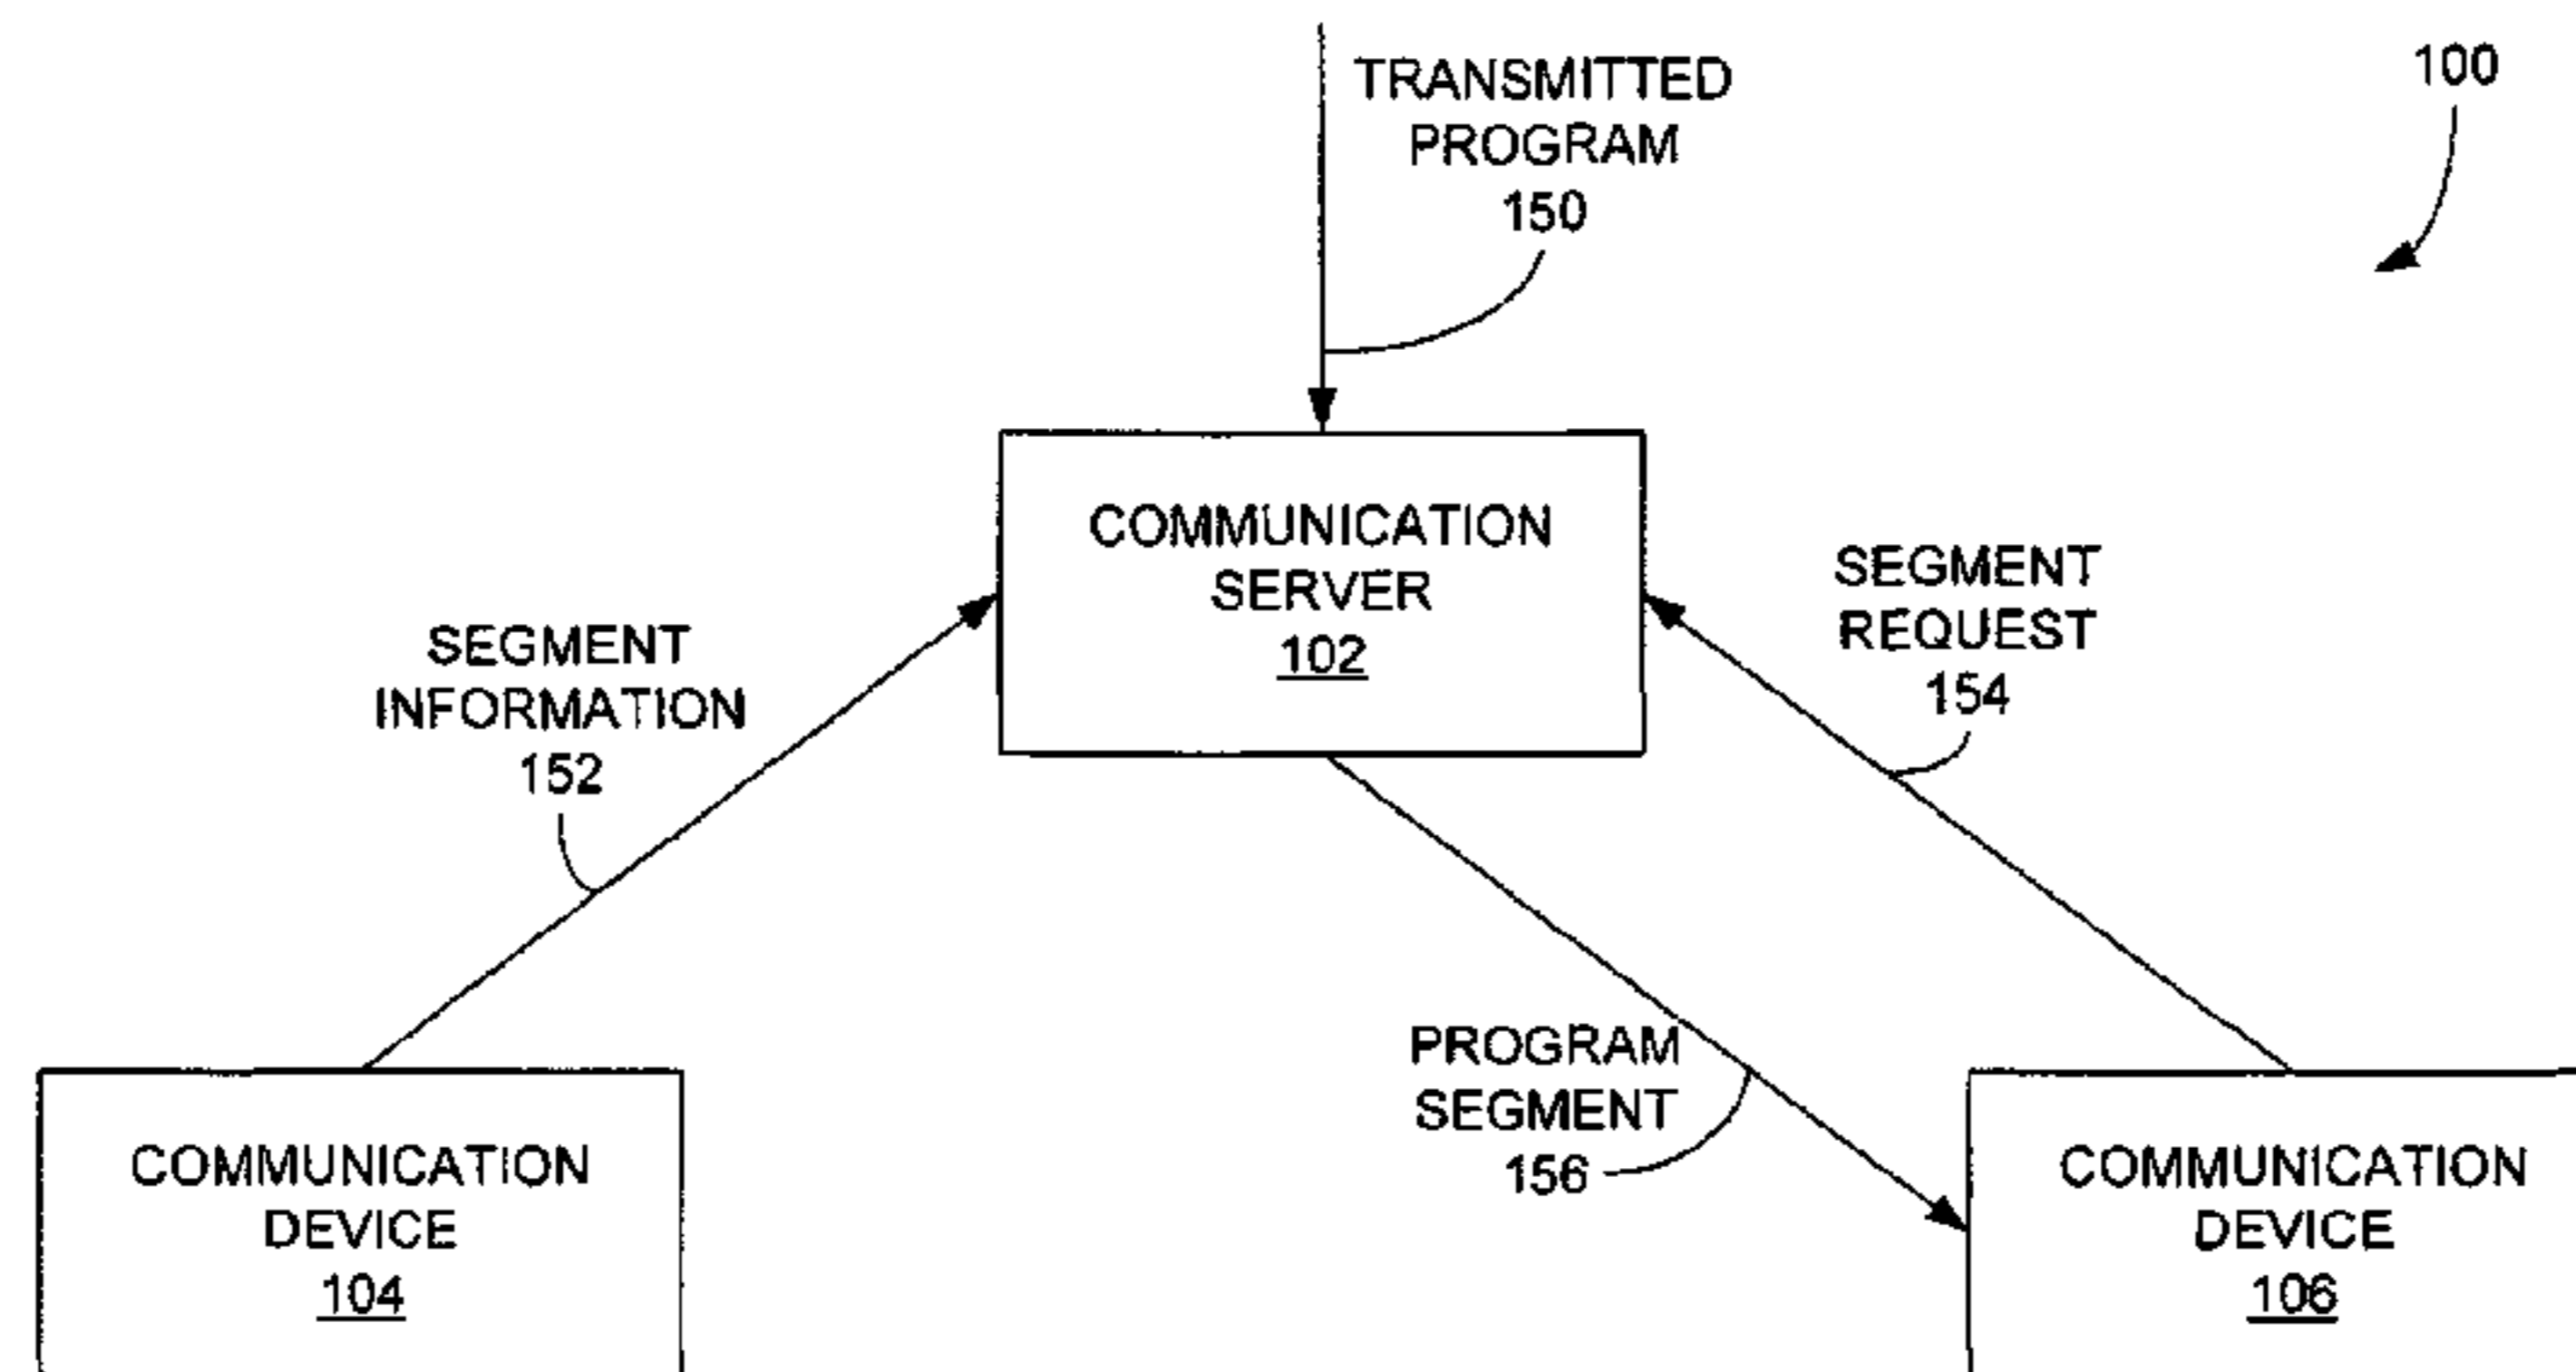 100
TRANSMITTED
PROGRAM
150
COMMUNICATION
SERVER
102
SEGMENT
REQUEST
154
SEGMENT
INFORMATION
152
PROGRAM
SEGMENT
156
COMMUNICATION
DEVICE
104
COMMUNICATION
DEVICE
106